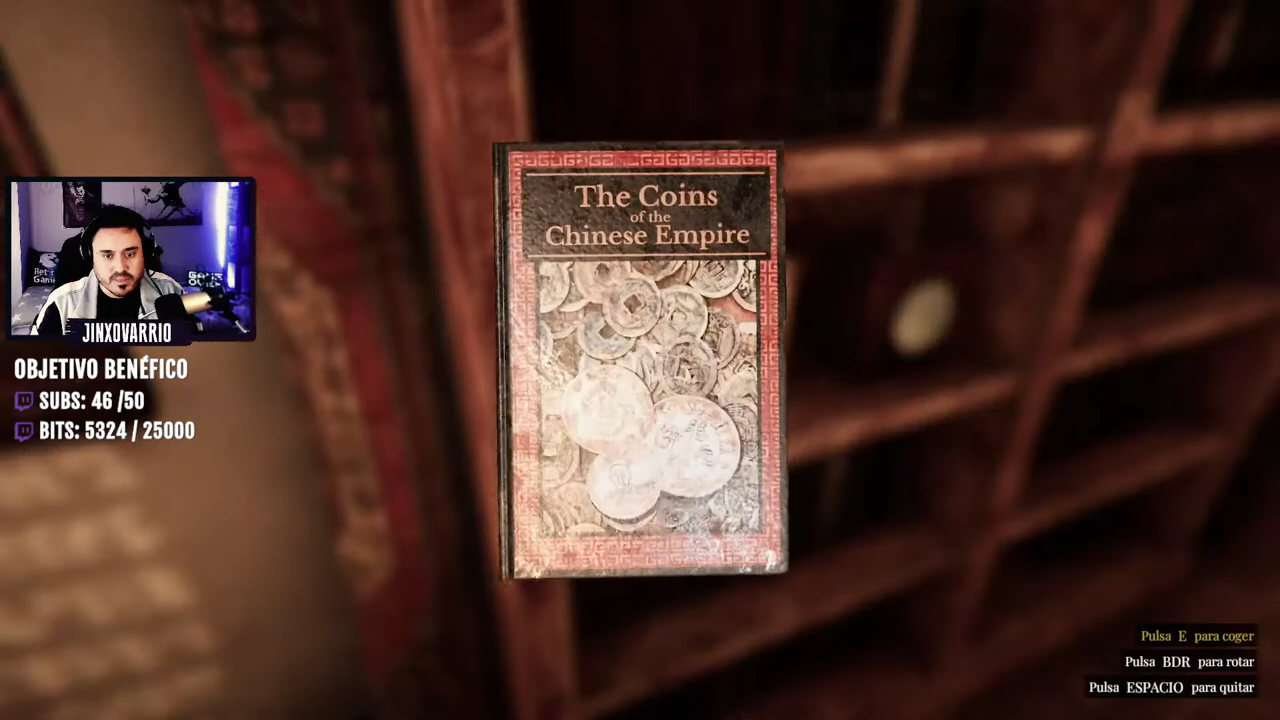 The Coins
of the
Chinese Empire
JINXOVARRIO
OBJETIVO BENÉFICO
SUBS: 46 /50
BITS: 5324 / 25000
Pulsa E para coger
Pulsa BDR para rotar
Pulsa ESPACIO para quitar